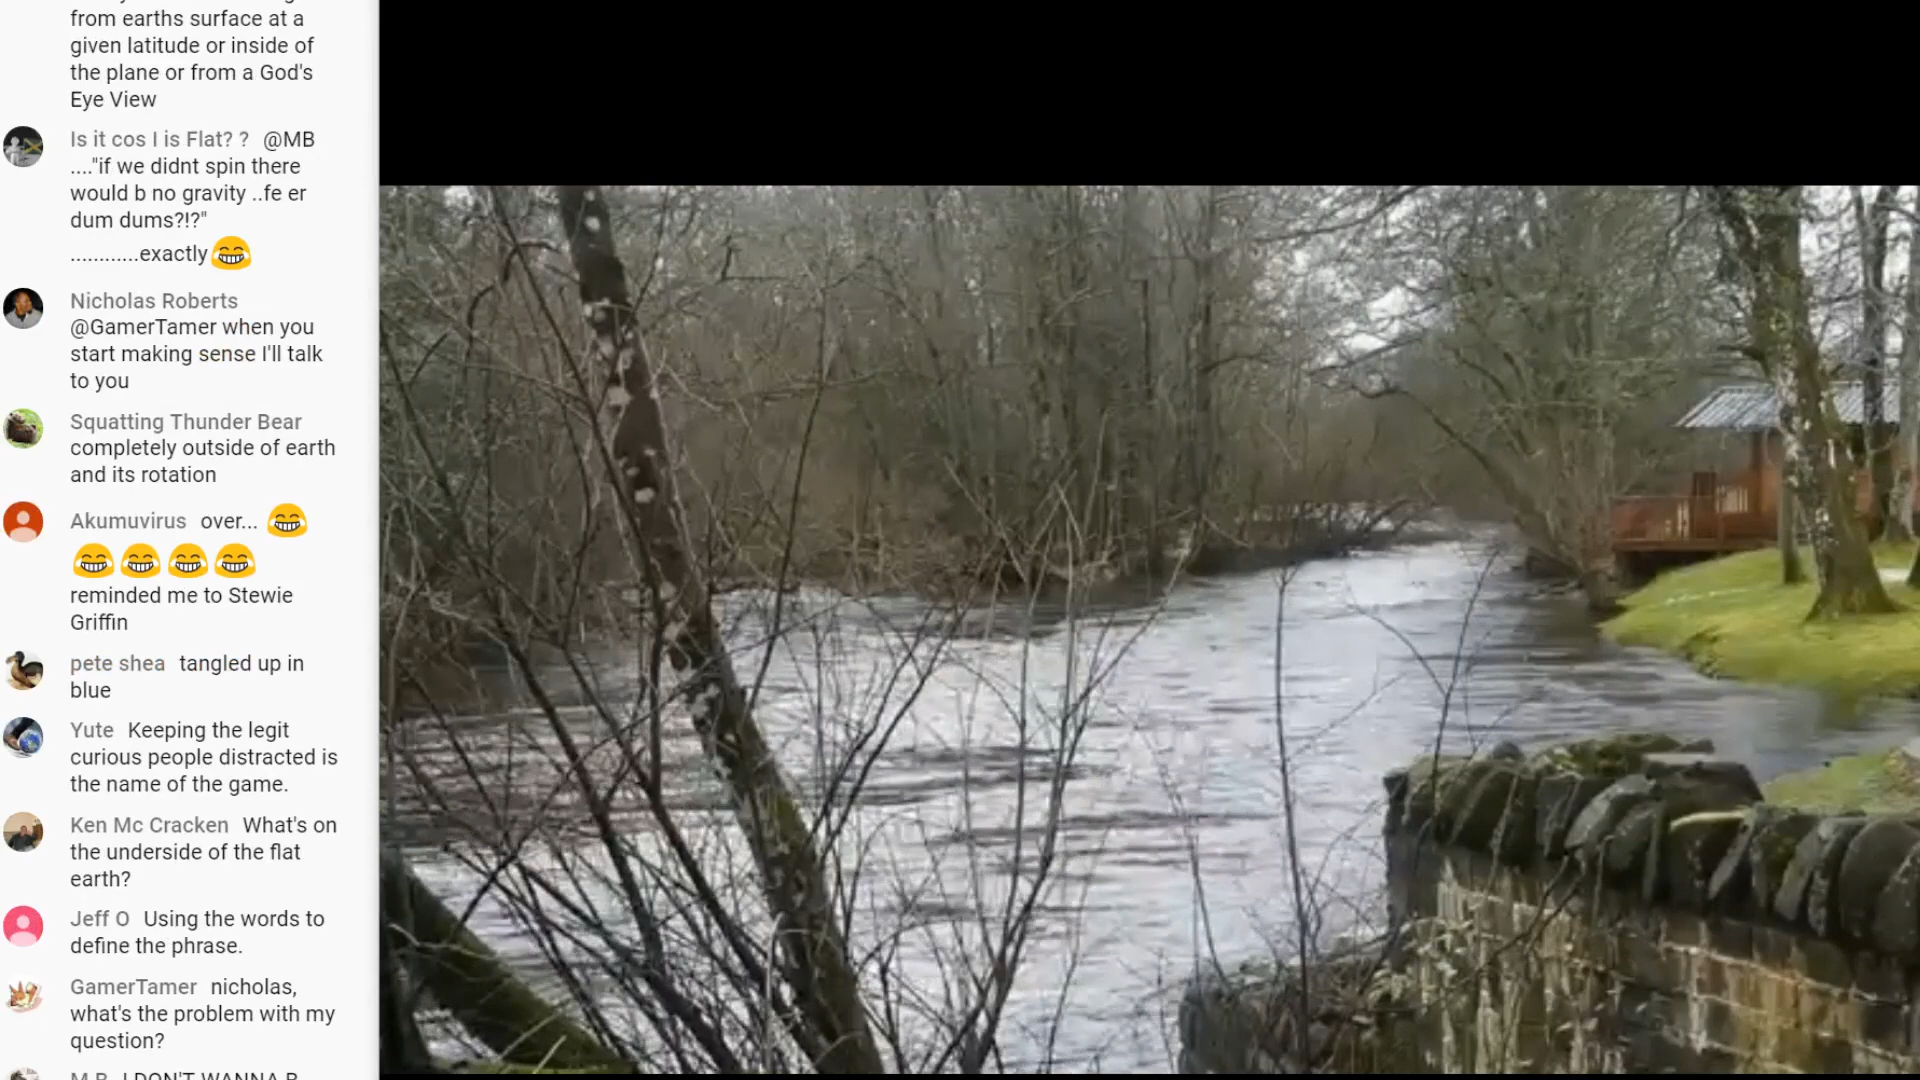 from earths surface at a
given latitude or inside of
the plane or from a God's
Eye View
Is it cos I is Flat? ? @MB
...."if we didnt spin there
would b no gravity ..fe er
dum dums?!?"
............exactly😂
Nicholas Roberts
@GamerTamer when you
start making sense I'll talk
to you
Squatting Thunder Bear
completely outside of earth
and its rotation
Akumuvirus over... 😂
😂😂😂😂
reminded me to Stewie
Griffin
pete shea tangled up in
blue
Yute Keeping the legit
curious people distracted is
the name of the game.
Ken Mc Cracken What's on
the underside of the flat
earth?
Jeff O Using the words to
define the phrase.
GamerTamer nicholas,
what's the problem with my
question?
M.B. I DON'T WANNA B